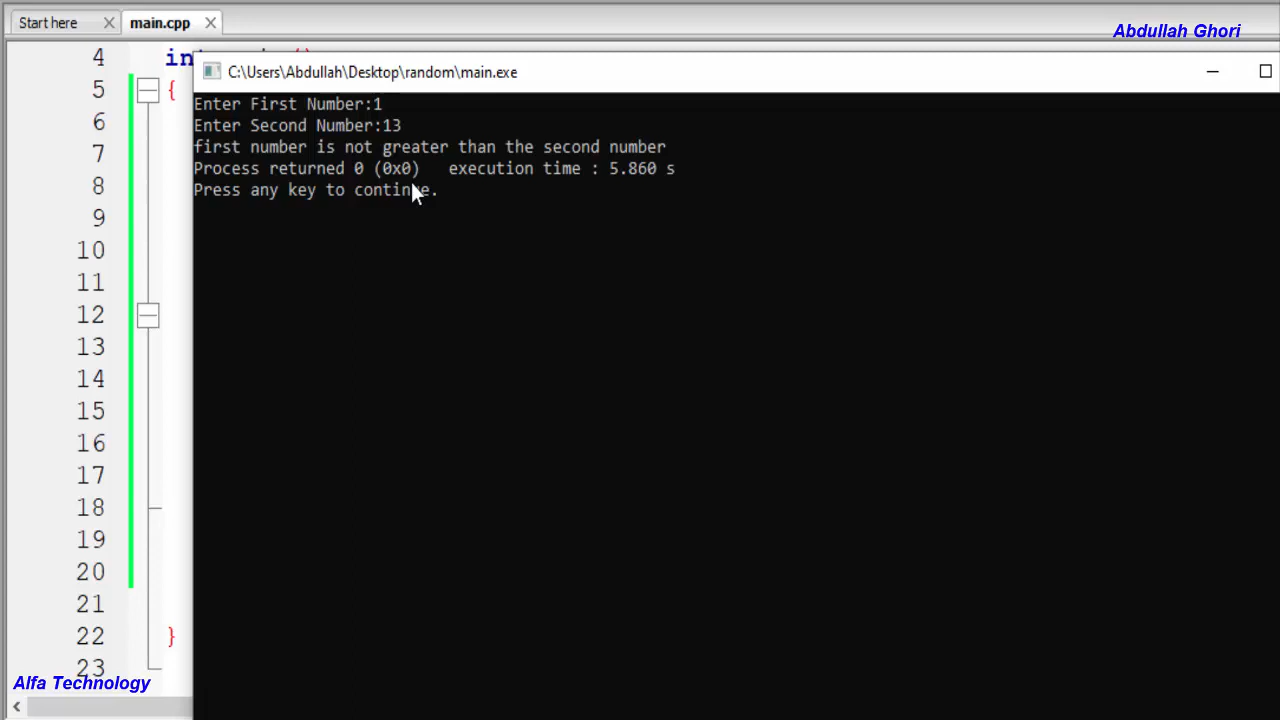 Start here
main.cpp
Abdullah Ghori
4
5 {
6
7
8
9
10
11
12
13
14
15
16
17
18
19
20
21
22 }
23
C:\Users\Abdullah\Desktop\random\main.exe
Enter First Number:1
Enter Second Number:13
first number is not greater than the second number
Process returned 0 (0x0) execution time : 5.860 s
Press any key to continue.
Alfa Technology